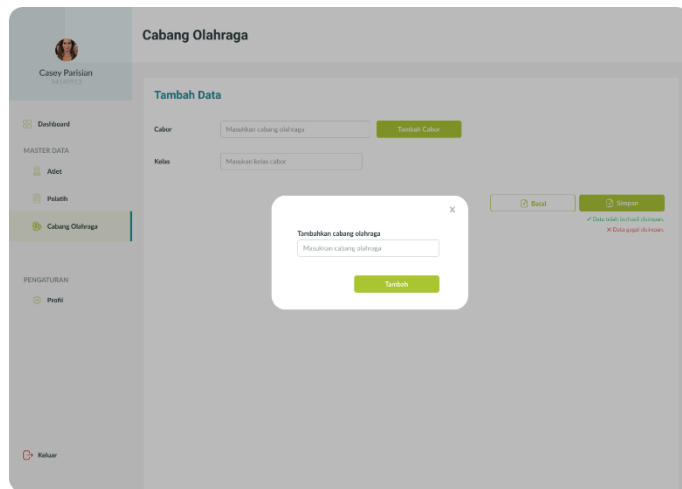 Cabang Olahraga
Casey Parisian
Dashboard
MASTER DATA
Atlet
Pelatih
Cabang Olahraga
PENGATURAN
Profil
Keluar
Tambah Data
Cabor
Masukkan cabang olahraga
Tambah Cabor
Kelas
Masukan kelas cabor
Batal
Simpan
✓ Data telah berhasil disimpan.
✕ Data gagal disimpan.
X
Tambahkan cabang olahraga
Masukkan cabang olahraga
Tambah